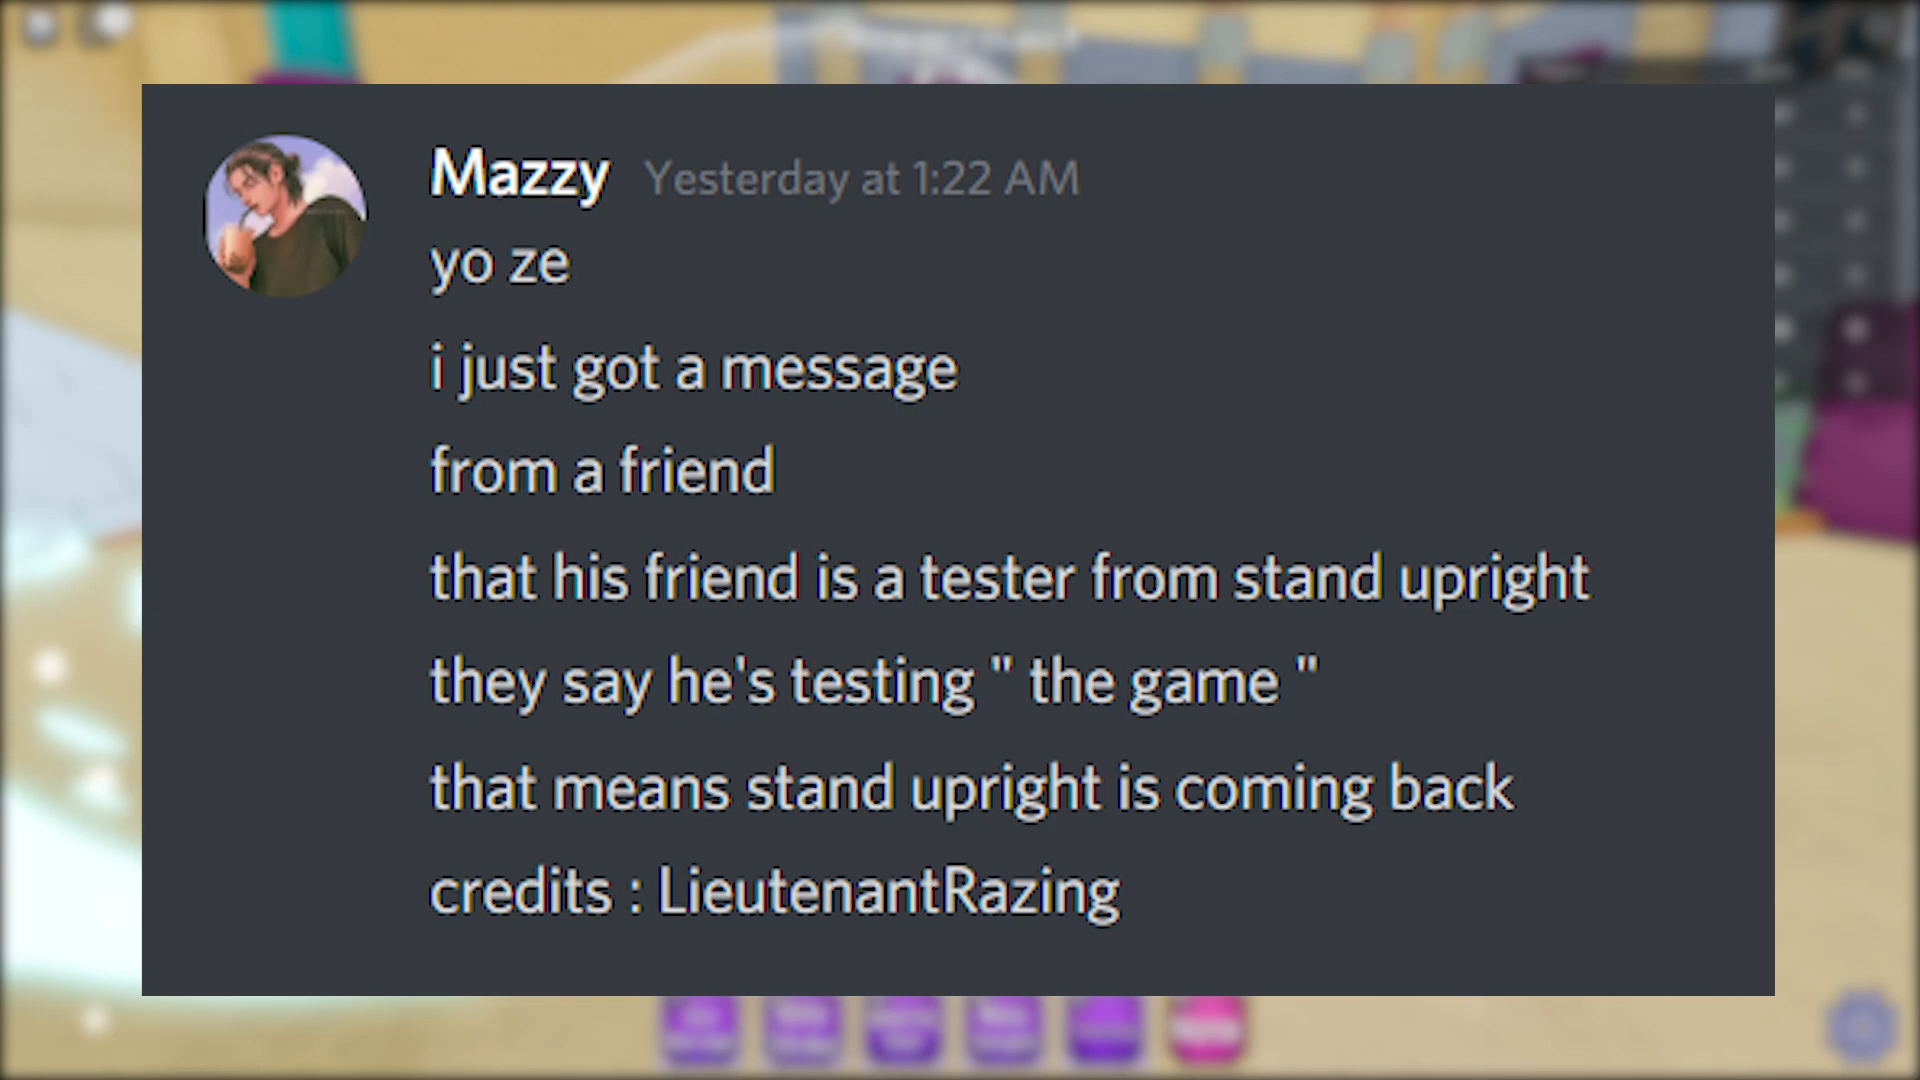 Mazzy Yesterday at 1:22 AM
yo ze
i just got a message
from a friend
that his friend is a tester from stand upright
they say he's testing " the game "
that means stand upright is coming back
credits : LieutenantRazing